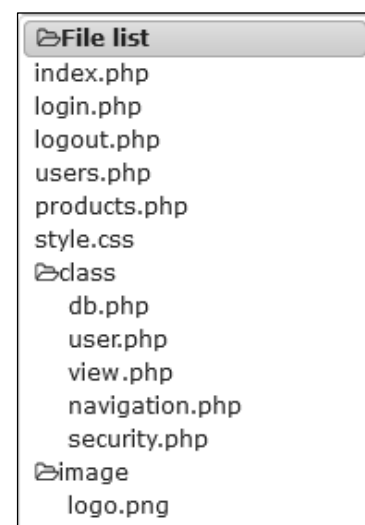 File list
index.php
login.php
logout.php
users.php
products.php
style.css
class
db.php
user.php
view.php
navigation.php
security.php
image
logo.png